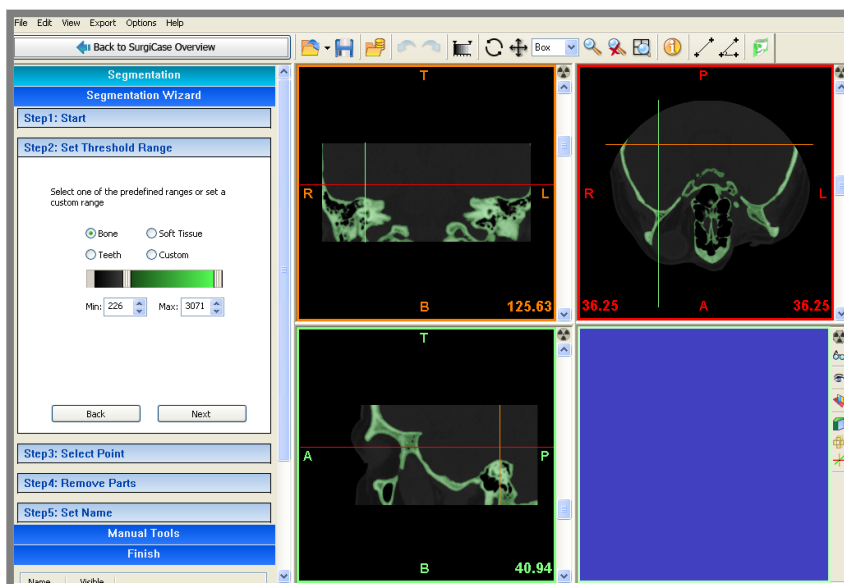 File Edit View Export Options Help
Back to SurgiCase Overview
Box
Segmentation
Segmentation Wizard
Step1: Start
Step2: Set Threshold Range
Select one of the predefined ranges or set a
custom range
Bone Soft Tissue
Teeth Custom
Min: 226 Max: 3071
Back Next
Step3: Select Point
Step4: Remove Parts
Step5: Set Name
Manual Tools
Finish
Name Visible
T
R L
B 125.63
P
R L
36.25 A 36.25
T
A P
B 40.94